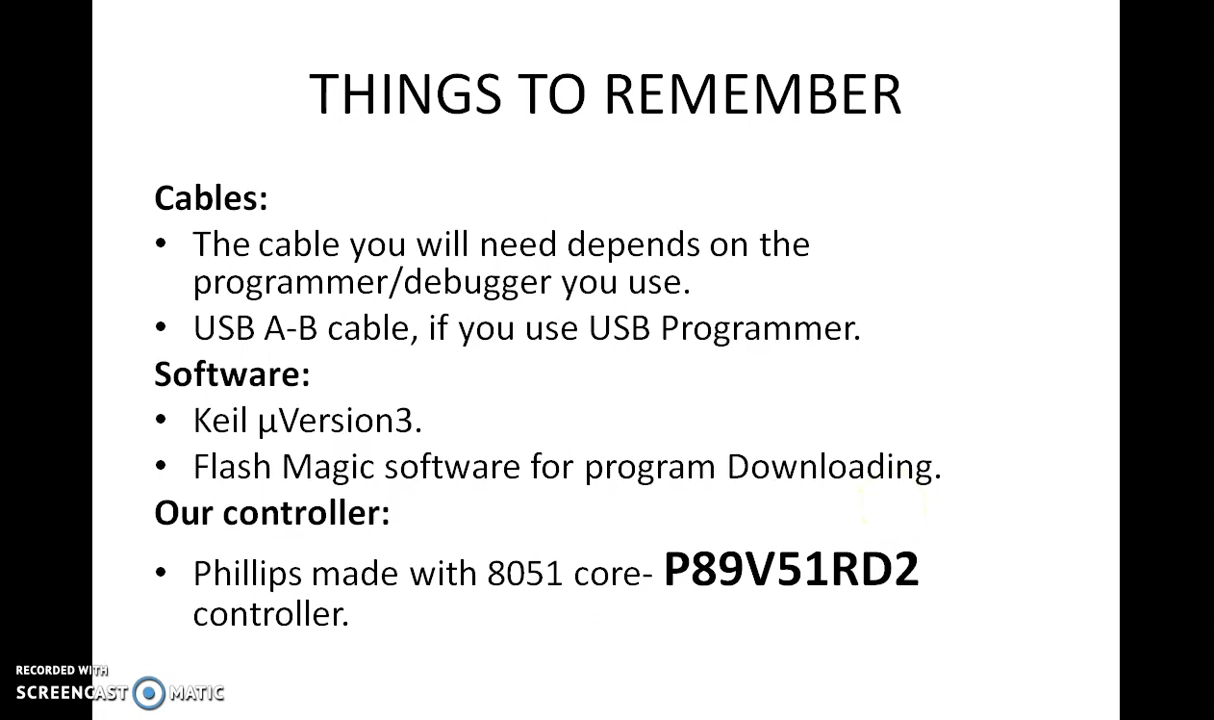 THINGS TO REMEMBER
Cables:
• The cable you will need depends on the
programmer/debugger you use.
• USB A-B cable, if you use USB Programmer.
Software:
• Keil µVersion3.
• Flash Magic software for program Downloading.
Our controller:
• Phillips made with 8051 core- P89V51RD2
controller.
RECORDED WITH
SCREENCAST MATIC